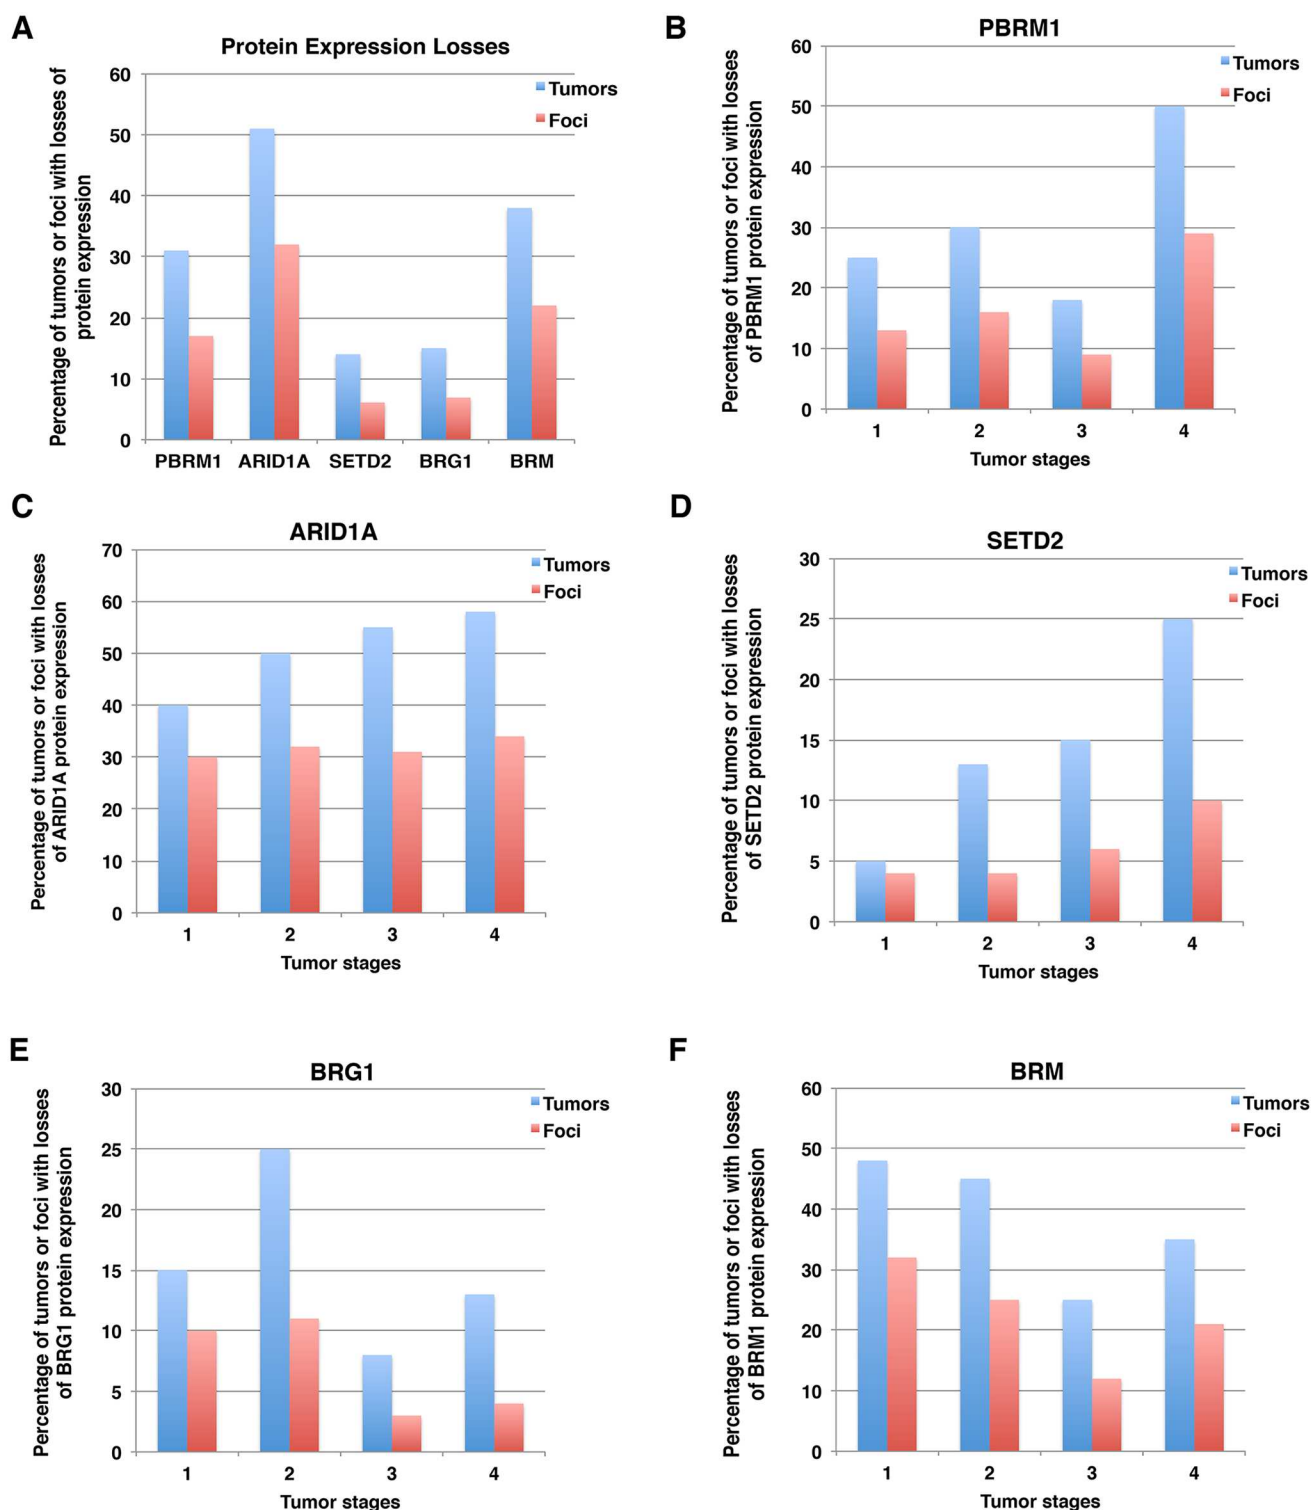 A
Protein Expression Losses
Percentage of tumors or foci with losses of
protein expression
60
50
40
30
20
10
0
Tumors
Foci
PBRM1 ARID1A SETD2 BRG1 BRM
B
PBRM1
Percentage of tumors or foci with losses
of PBRM1 protein expression
60
50
40
30
20
10
0
Tumors
Foci
1 2 3 4
Tumor stages
C
ARID1A
Percentage of tumors or foci with losses
of ARID1A protein expression
70
60
50
40
30
20
10
0
Tumors
Foci
1 2 3 4
Tumor stages
D
SETD2
Percentage of tumors or foci with losses
of SETD2 protein expression
30
25
20
15
10
5
0
Tumors
Foci
1 2 3 4
Tumor stages
E
BRG1
Percentage of tumors or foci with losses
of BRG1 protein expression
30
25
20
15
10
5
0
Tumors
Foci
1 2 3 4
Tumor stages
F
BRM
Percentage of tumors or foci with losses
of BRM1 protein expression
60
50
40
30
20
10
0
Tumors
Foci
1 2 3 4
Tumor stages